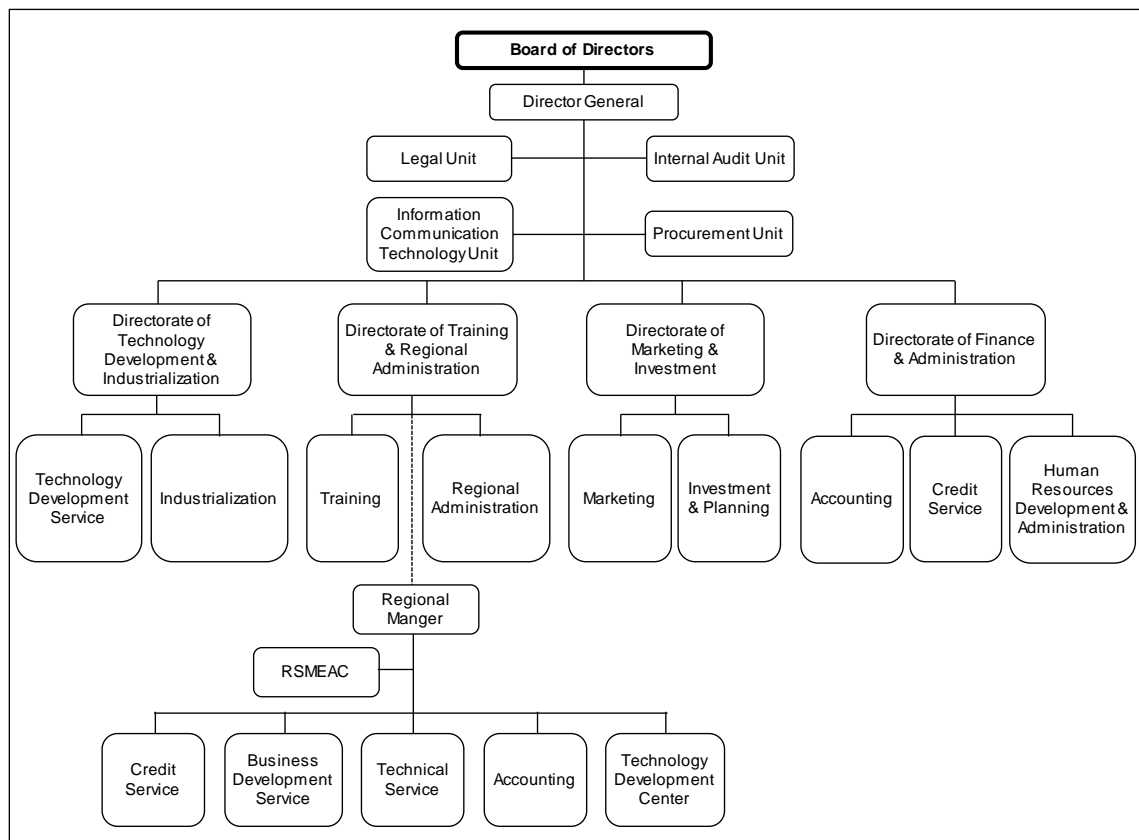 Board of Directors
Director General
Legal Unit
Internal Audit Unit
Information
Communication
Technology Unit
Procurement Unit
Directorate of
Technology
Development &
Industrialization
Directorate of Training
& Regional
Administration
Directorate of
Marketing &
Investment
Directorate of Finance
& Administration
Technology
Development
Service
Industrialization
Training
Regional
Administration
Marketing
Investment
& Planning
Accounting
Credit
Service
Human
Resources
Development &
Administration
Regional
Manger
RSMEAC
Credit
Service
Business
Development
Service
Technical
Service
Accounting
Technology
Development
Center